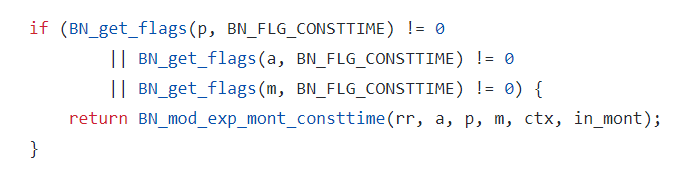 if (BN_get_flags(p, BN_FLG_CONSTTIME) != 0
        || BN_get_flags(a, BN_FLG_CONSTTIME) != 0
        || BN_get_flags(m, BN_FLG_CONSTTIME) != 0) {
    return BN_mod_exp_mont_consttime(rr, a, p, m, ctx, in_mont);
}